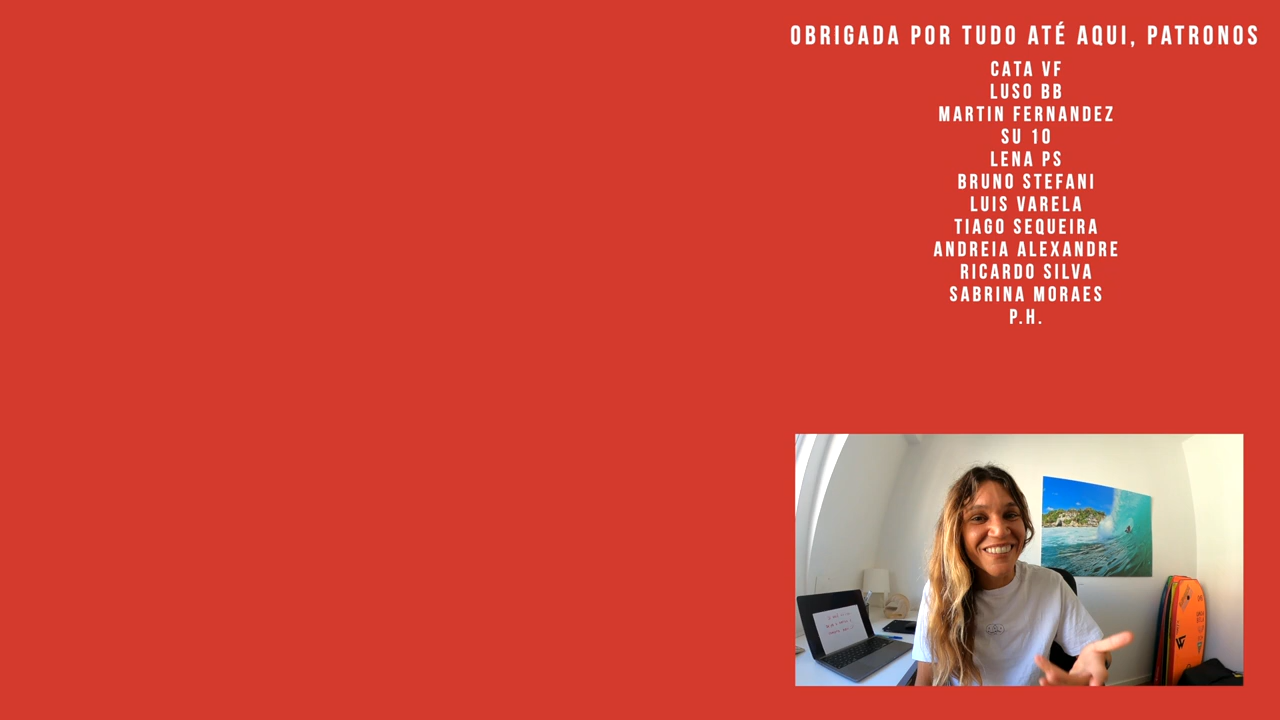 OBRIGADA POR TUDO ATÉ AQUI, PATRONOS
CATA VF
LUSO BB
MARTIN FERNANDEZ
SU 10
LENA PS
BRUNO STEFANI
LUIS VARELA
TIAGO SEQUEIRA
ANDREIA ALEXANDRE
RICARDO SILVA
SABRINA MORAES
P.H.